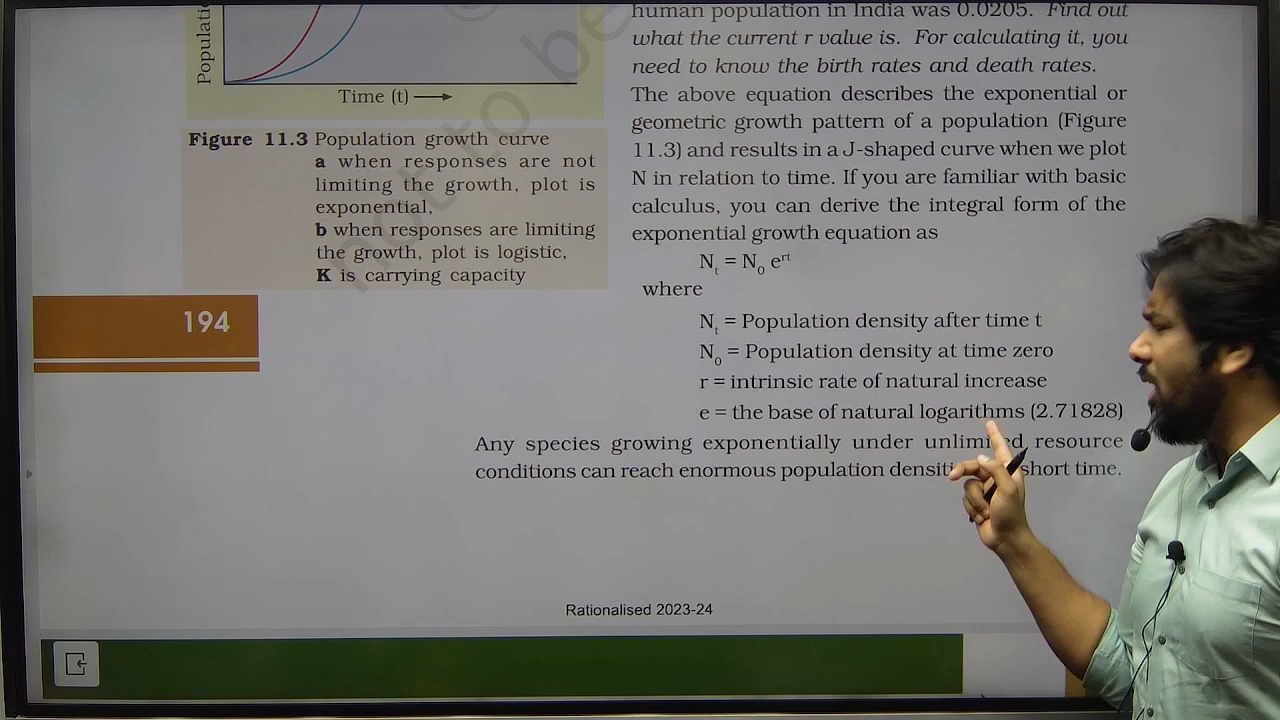 Populati
Time (t)
Figure 11.3 Population growth curve
a when responses are not
limiting the growth, plot is
exponential,
b when responses are limiting
the growth, plot is logistic,
K is carrying capacity
194
human population in India was 0.0205. Find out
what the current r value is. For calculating it, you
need to know the birth rates and death rates.
The above equation describes the exponential or
geometric growth pattern of a population (Figure
11.3) and results in a J-shaped curve when we plot
N in relation to time. If you are familiar with basic
calculus, you can derive the integral form of the
exponential growth equation as
Nt = N0 e^rt
where
Nt = Population density after time t
N0 = Population density at time zero
r = intrinsic rate of natural increase
e = the base of natural logarithms (2.71828)
Any species growing exponentially under unlimited resource
conditions can reach enormous population densiti short time.
Rationalised 2023-24
not to be